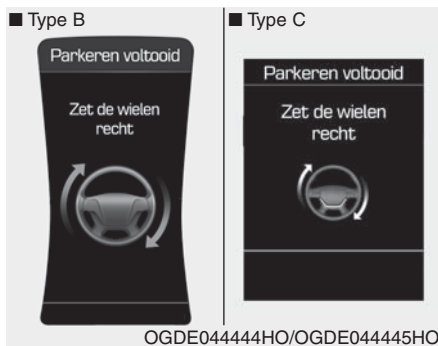 ■ Type B
Parkeren voltooid
Zet de wielen
recht
■ Type C
Parkeren voltooid
Zet de wielen
recht
OGDE044444HO/OGDE044445HO